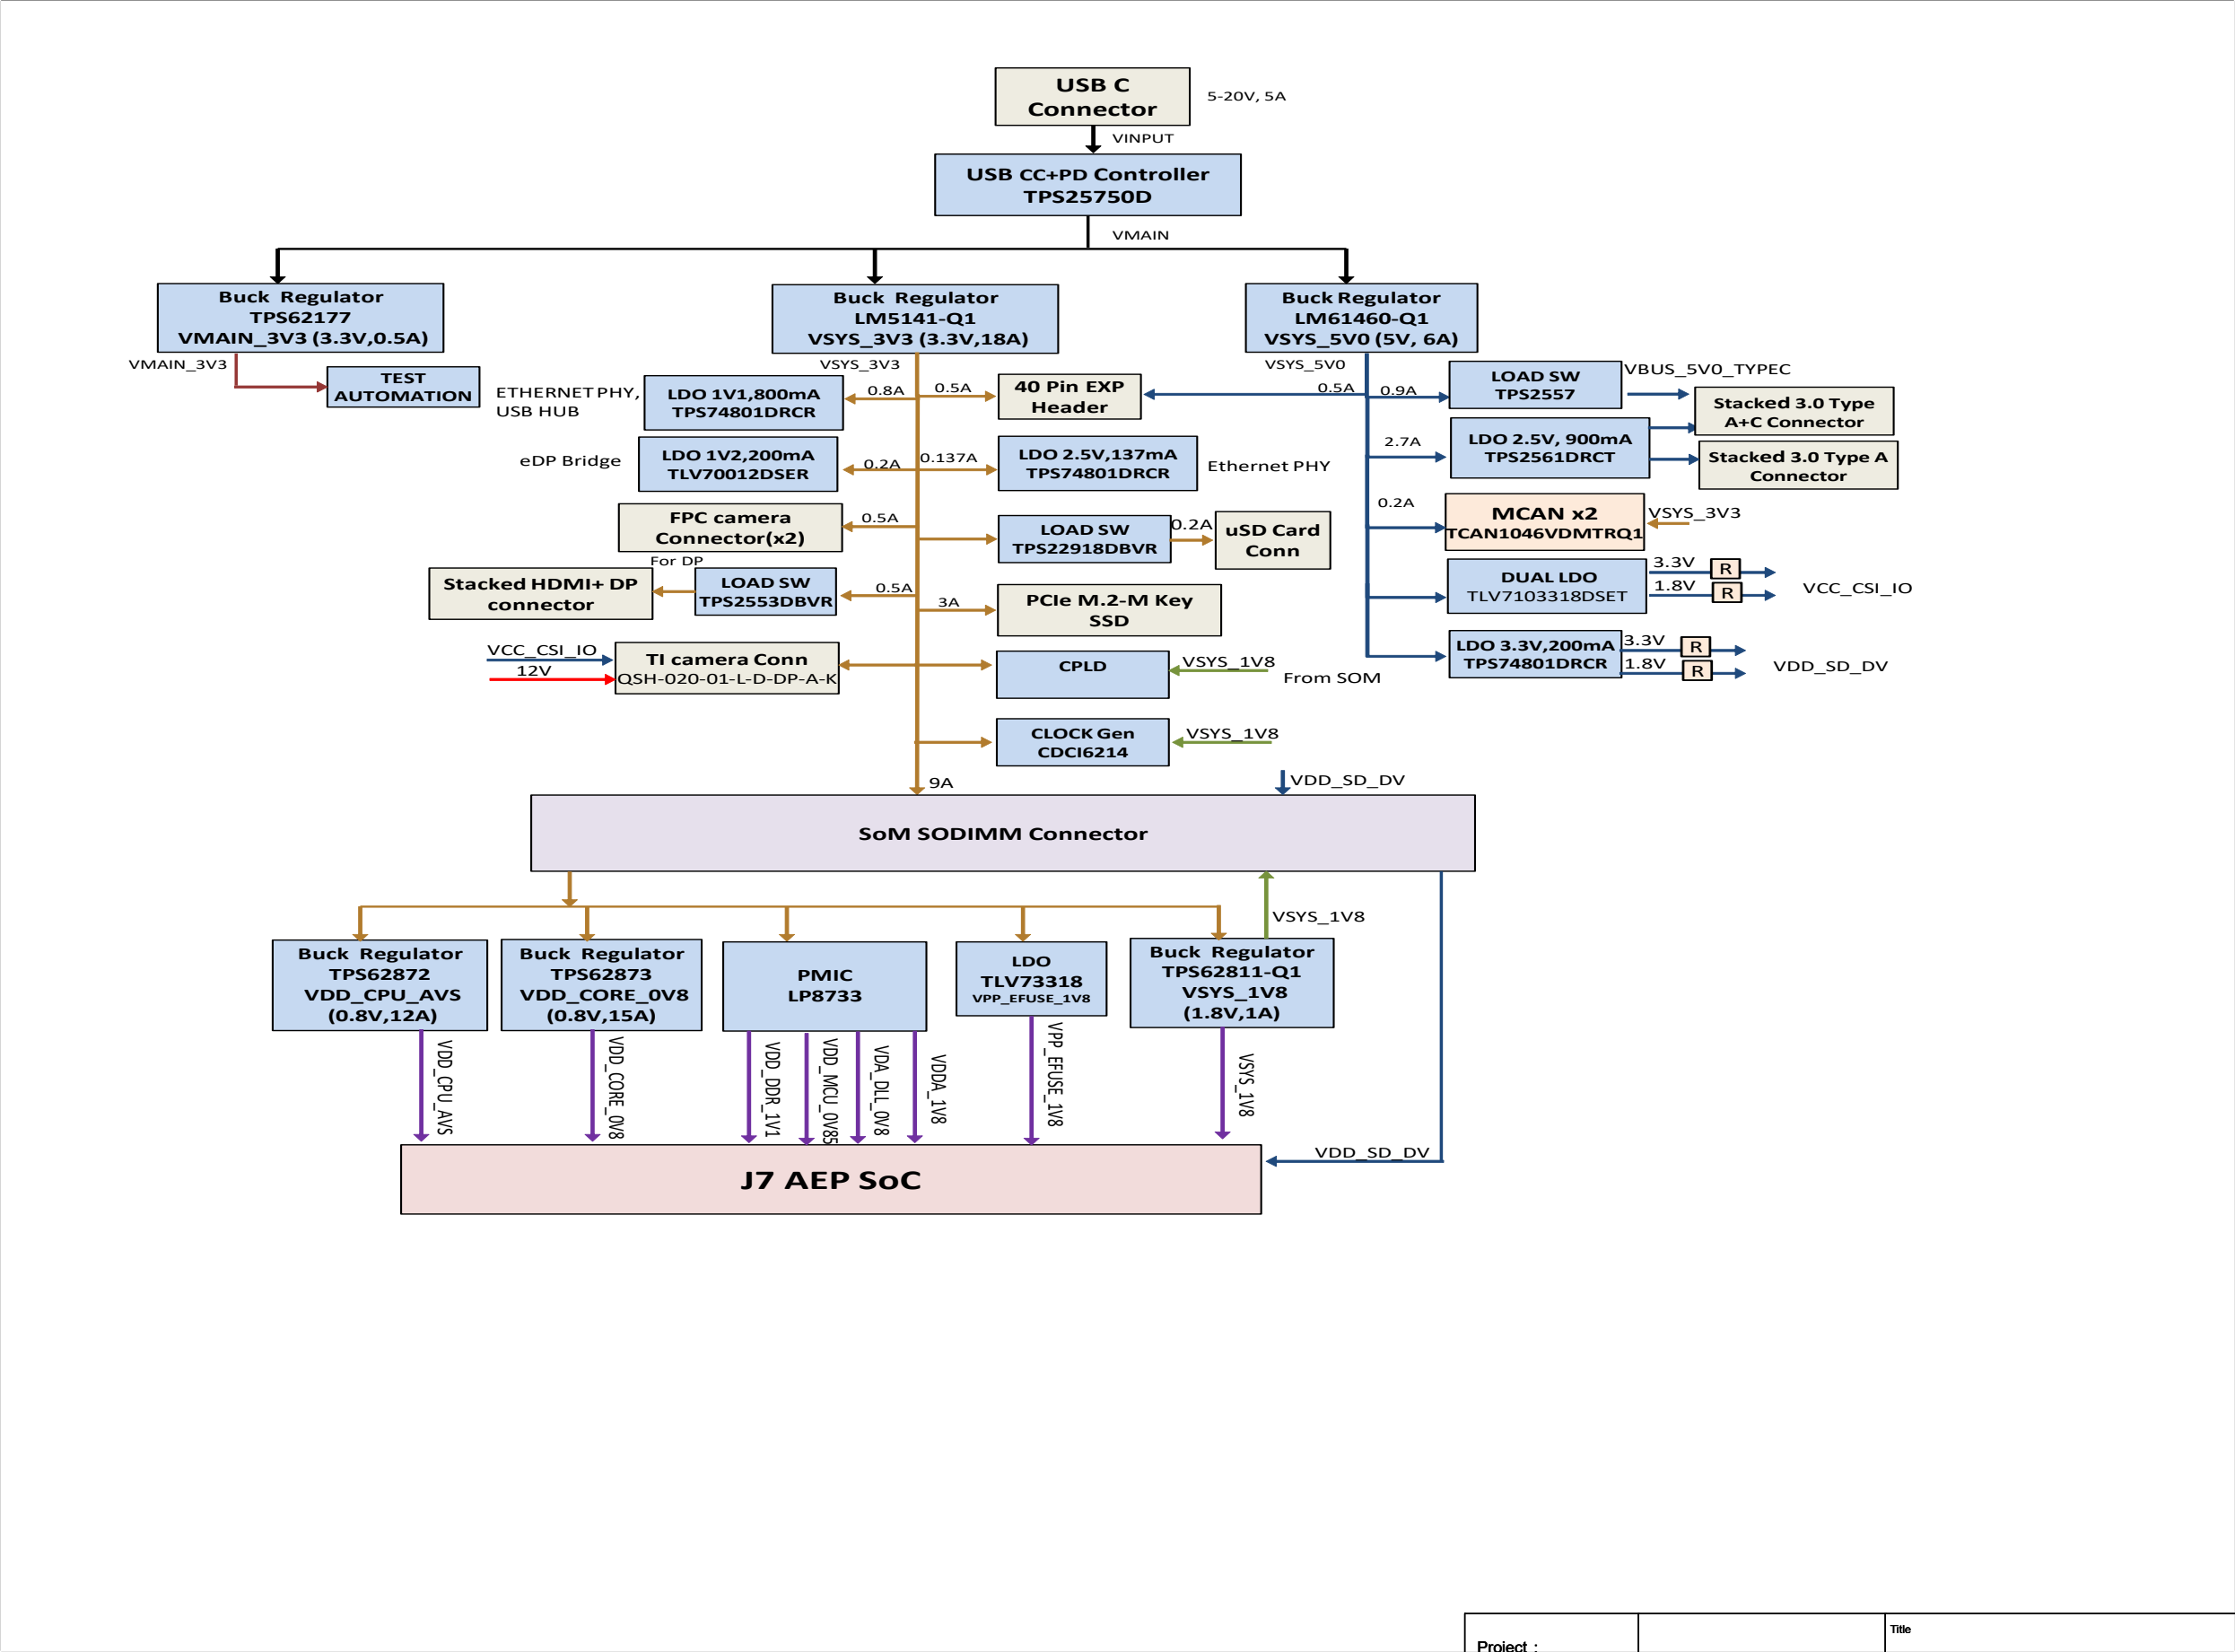 USB C
Connector
5-20V, 5A
VINPUT
USB CC+PD Controller
TPS25750D
VMAIN
Buck Regulator
TPS62177
VMAIN_3V3 (3.3V,0.5A)
Buck Regulator
LM5141-Q1
VSYS_3V3 (3.3V,18A)
Buck Regulator
LM61460-Q1
VSYS_5V0 (5V, 6A)
VMAIN_3V3
TEST
AUTOMATION
VSYS_3V3
VSYS_5V0
ETHERNET PHY,
USB HUB
LDO 1V1,800mA
TPS74801DRCR
0.8A
0.5A
40 Pin EXP
Header
0.5A
0.9A
LOAD SW
TPS2557
VBUS_5V0_TYPEC
Stacked 3.0 Type
A+C Connector
eDP Bridge
LDO 1V2,200mA
TLV70012DSER
0.2A
0.137A
LDO 2.5V,137mA
TPS74801DRCR
Ethernet PHY
2.7A
LDO 2.5V, 900mA
TPS2561DRCT
Stacked 3.0 Type A
Connector
FPC camera
Connector(x2)
0.5A
LOAD SW
TPS22918DBVR
0.2A
uSD Card
Conn
0.2A
MCAN x2
TCAN1046VDMTRQ1
VSYS_3V3
For DP
Stacked HDMI+ DP
connector
LOAD SW
TPS2553DBVR
0.5A
3A
PCIe M.2-M Key
SSD
DUAL LDO
TLV7103318DSET
3.3V
R
1.8V
R
VCC_CSI_IO
VCC_CSI_IO
12V
TI camera Conn
QSH-020-01-L-D-DP-A-K
CPLD
VSYS_1V8
From SOM
LDO 3.3V,200mA
TPS74801DRCR
3.3V
R
1.8V
R
VDD_SD_DV
CLOCK Gen
CDCI6214
VSYS_1V8
9A
VDD_SD_DV
SoM SODIMM Connector
VSYS_1V8
Buck Regulator
TPS62872
VDD_CPU_AVS
(0.8V,12A)
Buck Regulator
TPS62873
VDD_CORE_0V8
(0.8V,15A)
PMIC
LP8733
LDO
TLV73318
VPP_EFUSE_1V8
Buck Regulator
TPS62811-Q1
VSYS_1V8
(1.8V,1A)
VDD_CPU_AVS
VDD_CORE_0V8
VDD_DDR_1V1
VDD_MCU_0V85
VDA_DLL_0V8
VDDA_1V8
VPP_EFUSE_1V8
VSYS_1V8
VDD_SD_DV
J7 AEP SoC
Project :
Title